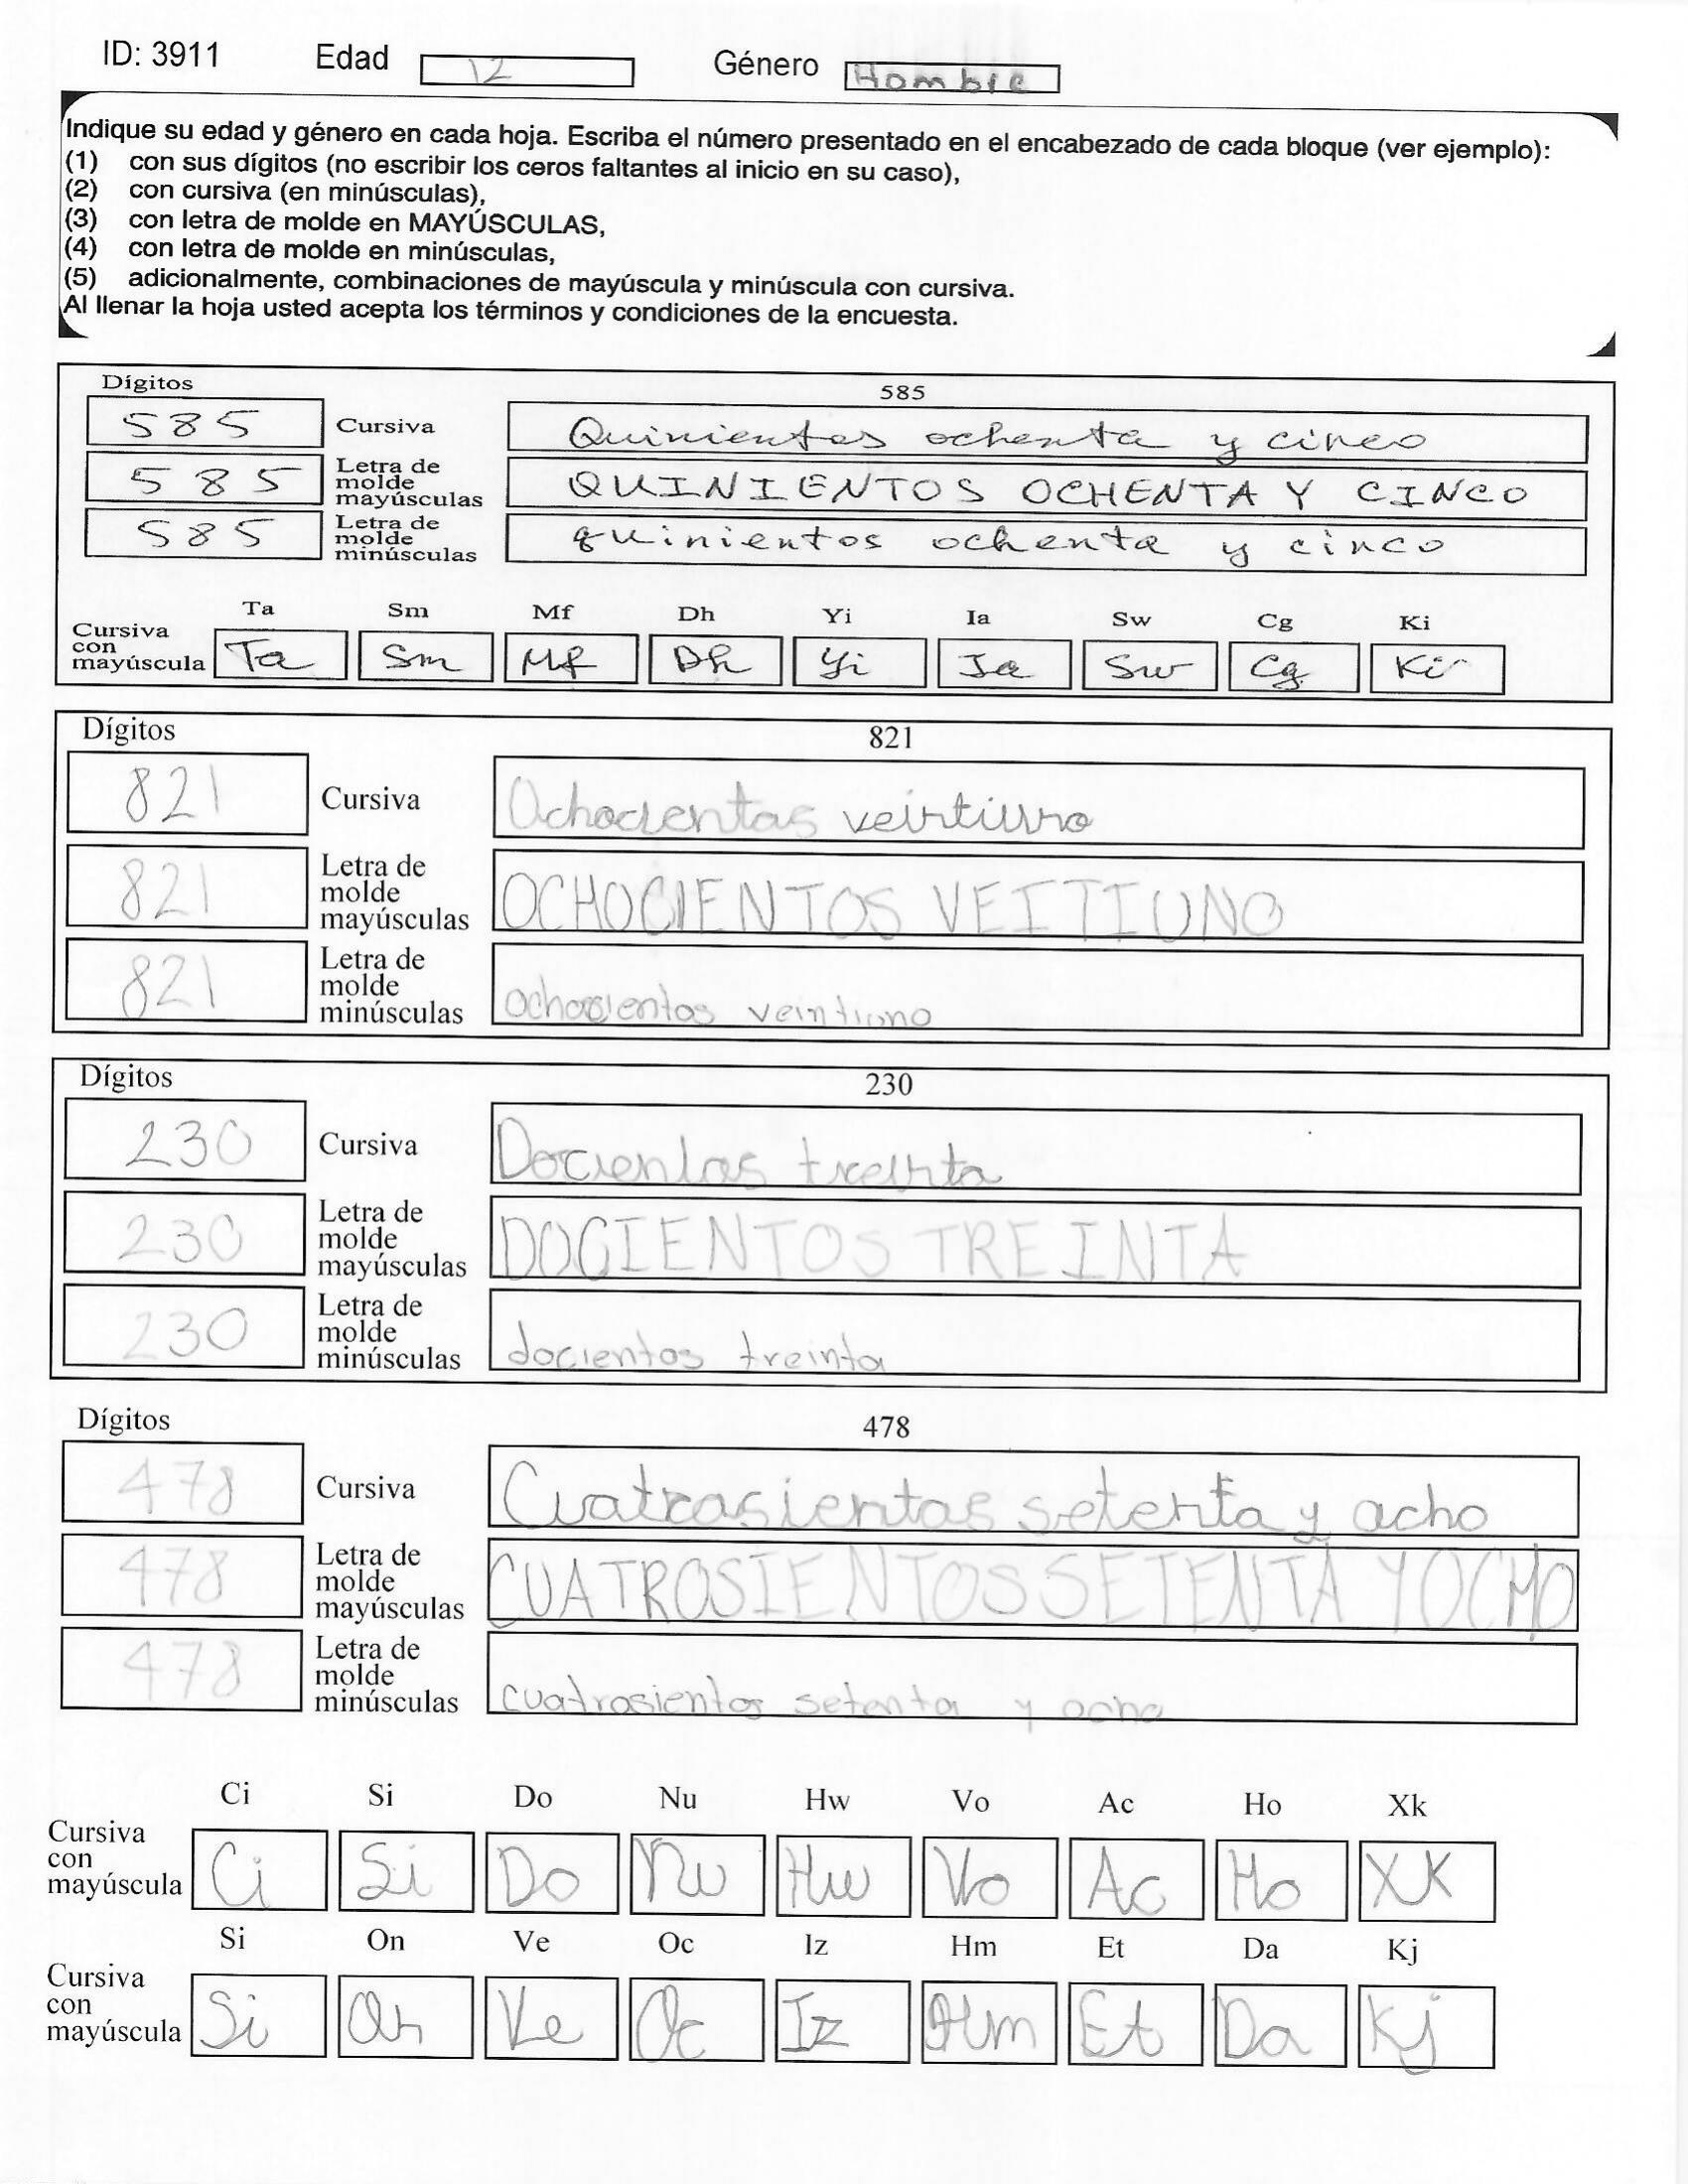 ID: 3911 Edad 12 Género Hombre
Indique su edad y género en cada hoja. Escriba el número presentado en el encabezado de cada bloque (ver ejemplo):
(1) con sus dígitos (no escribir los ceros faltantes al inicio en su caso),
(2) con cursiva (en minúsculas),
(3) con letra de molde en MAYÚSCULAS,
(4) con letra de molde en minúsculas,
(5) adicionalmente, combinaciones de mayúscula y minúscula con cursiva.
Al llenar la hoja usted acepta los términos y condiciones de la encuesta.
Dígitos 585
585 Cursiva Quinientos ochenta y cinco
585 Letra de molde mayúsculas QUINIENTOS OCHENTA Y CINCO
585 Letra de molde minúsculas quinientos ochenta y cinco
Ta Sm Mf Dh Yi Ia Sw Cg Ki
Cursiva con mayúscula Ta Sm Mf Dh Yi Ia Sw Cg Ki
Dígitos 821
821 Cursiva Ochocientos veintiuno
821 Letra de molde mayúsculas OCHOCIENTOS VEITIUNO
821 Letra de molde minúsculas ochocientos veintiuno
Dígitos 230
230 Cursiva Docientos treinta
230 Letra de molde mayúsculas DOCIENTOS TREINTA
230 Letra de molde minúsculas docientos treinta
Dígitos 478
478 Cursiva Cuatrosientos setenta y ocho
478 Letra de molde mayúsculas CUATROSIENTOS SETENTA Y OCHO
478 Letra de molde minúsculas cuatrosientos setenta y ocho
Ci Si Do Nu Hw Vo Ac Ho Xk
Cursiva con mayúscula Ci Si Do Nu Hw Vo Ac Ho XK
Si On Ve Oc Iz Hm Et Da Kj
Cursiva con mayúscula Si On Ve Oc Iz Hm Et Da Kj